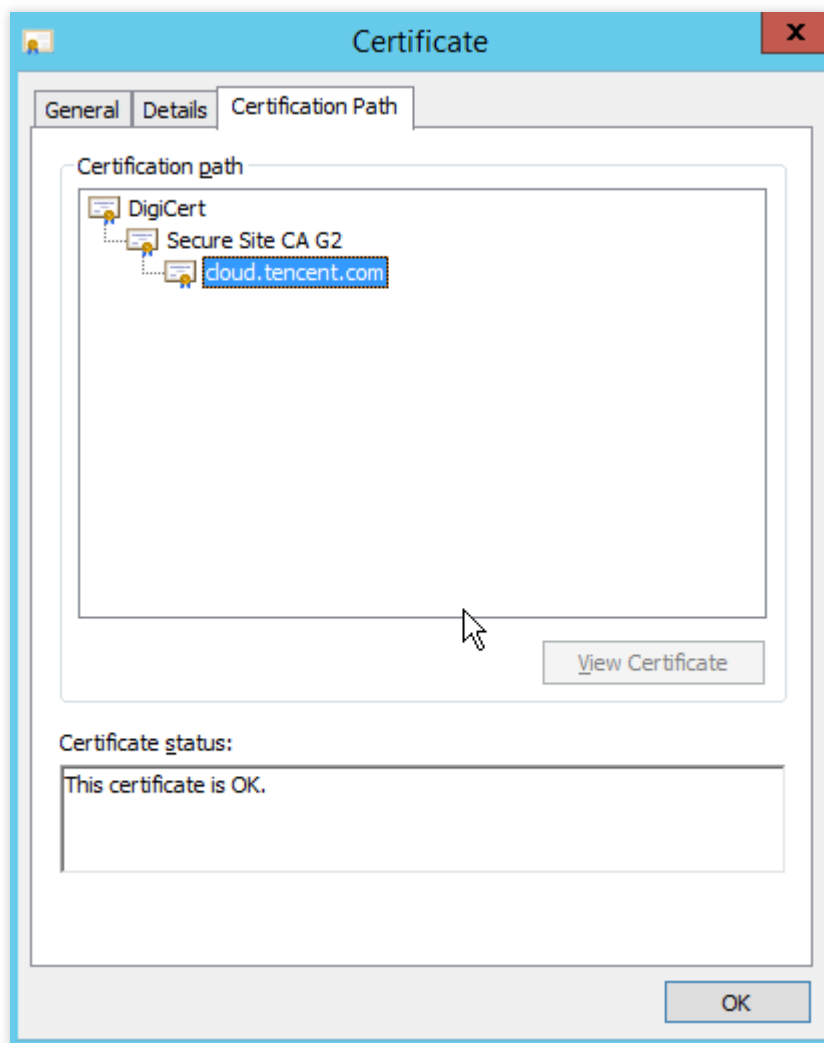 Certificate
x
General Details Certification Path
Certification path
DigiCert
Secure Site CA G2
cloud.tencent.com
View Certificate
Certificate status:
This certificate is OK.
OK